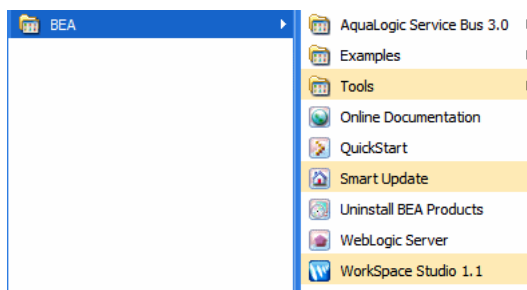 BEA
AquaLogic Service Bus 3.0
Examples
Tools
Online Documentation
QuickStart
Smart Update
Uninstall BEA Products
WebLogic Server
WorkSpace Studio 1.1